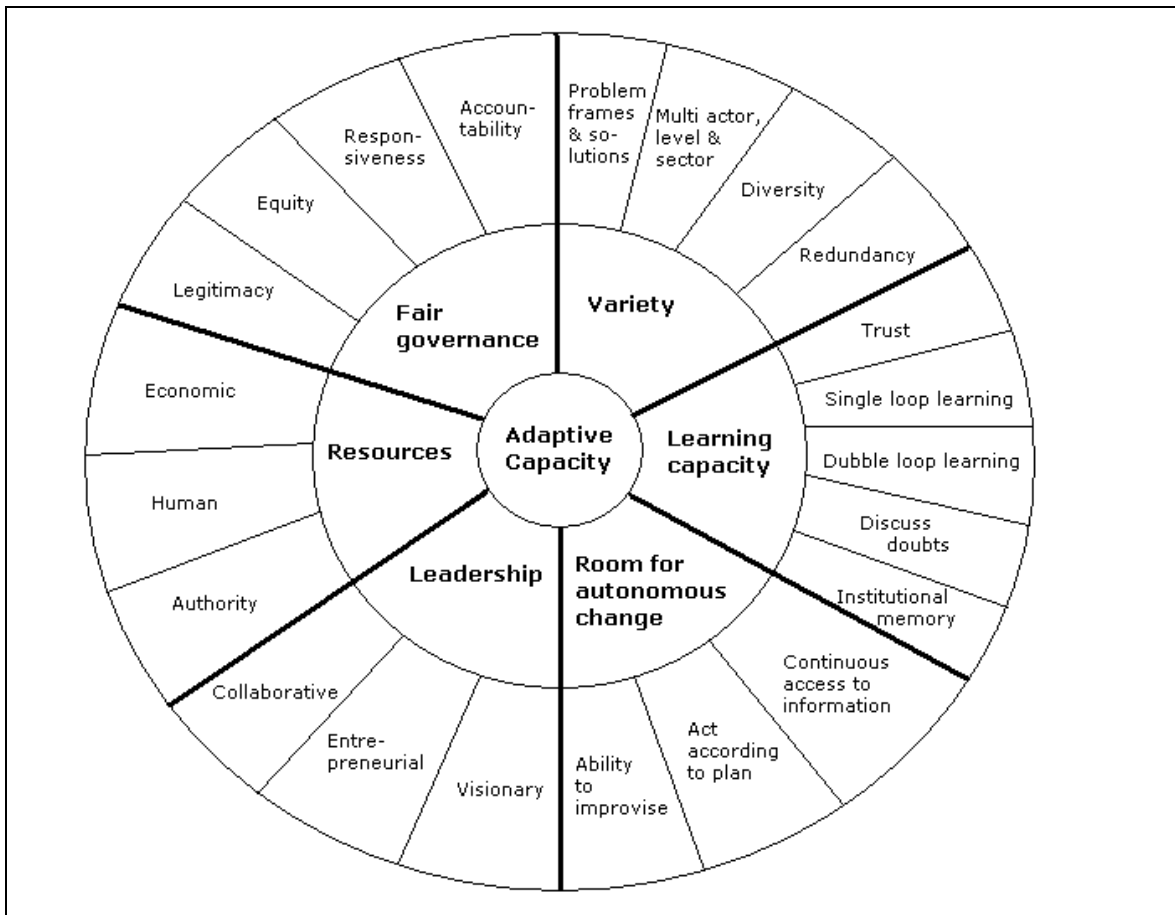 Adaptive
Capacity
Variety
Problem
frames
& so-
lutions
Multi actor,
level &
sector
Diversity
Redundancy
Learning
capacity
Trust
Single loop learning
Dubble loop learning
Discuss
doubts
Institutional
memory
Room for
autonomous
change
Continuous
access to
information
Act
according
to plan
Ability
to
improvise
Leadership
Visionary
Entre-
preneurial
Collaborative
Resources
Authority
Human
Economic
Fair
governance
Legitimacy
Equity
Respon-
siveness
Accoun-
tability